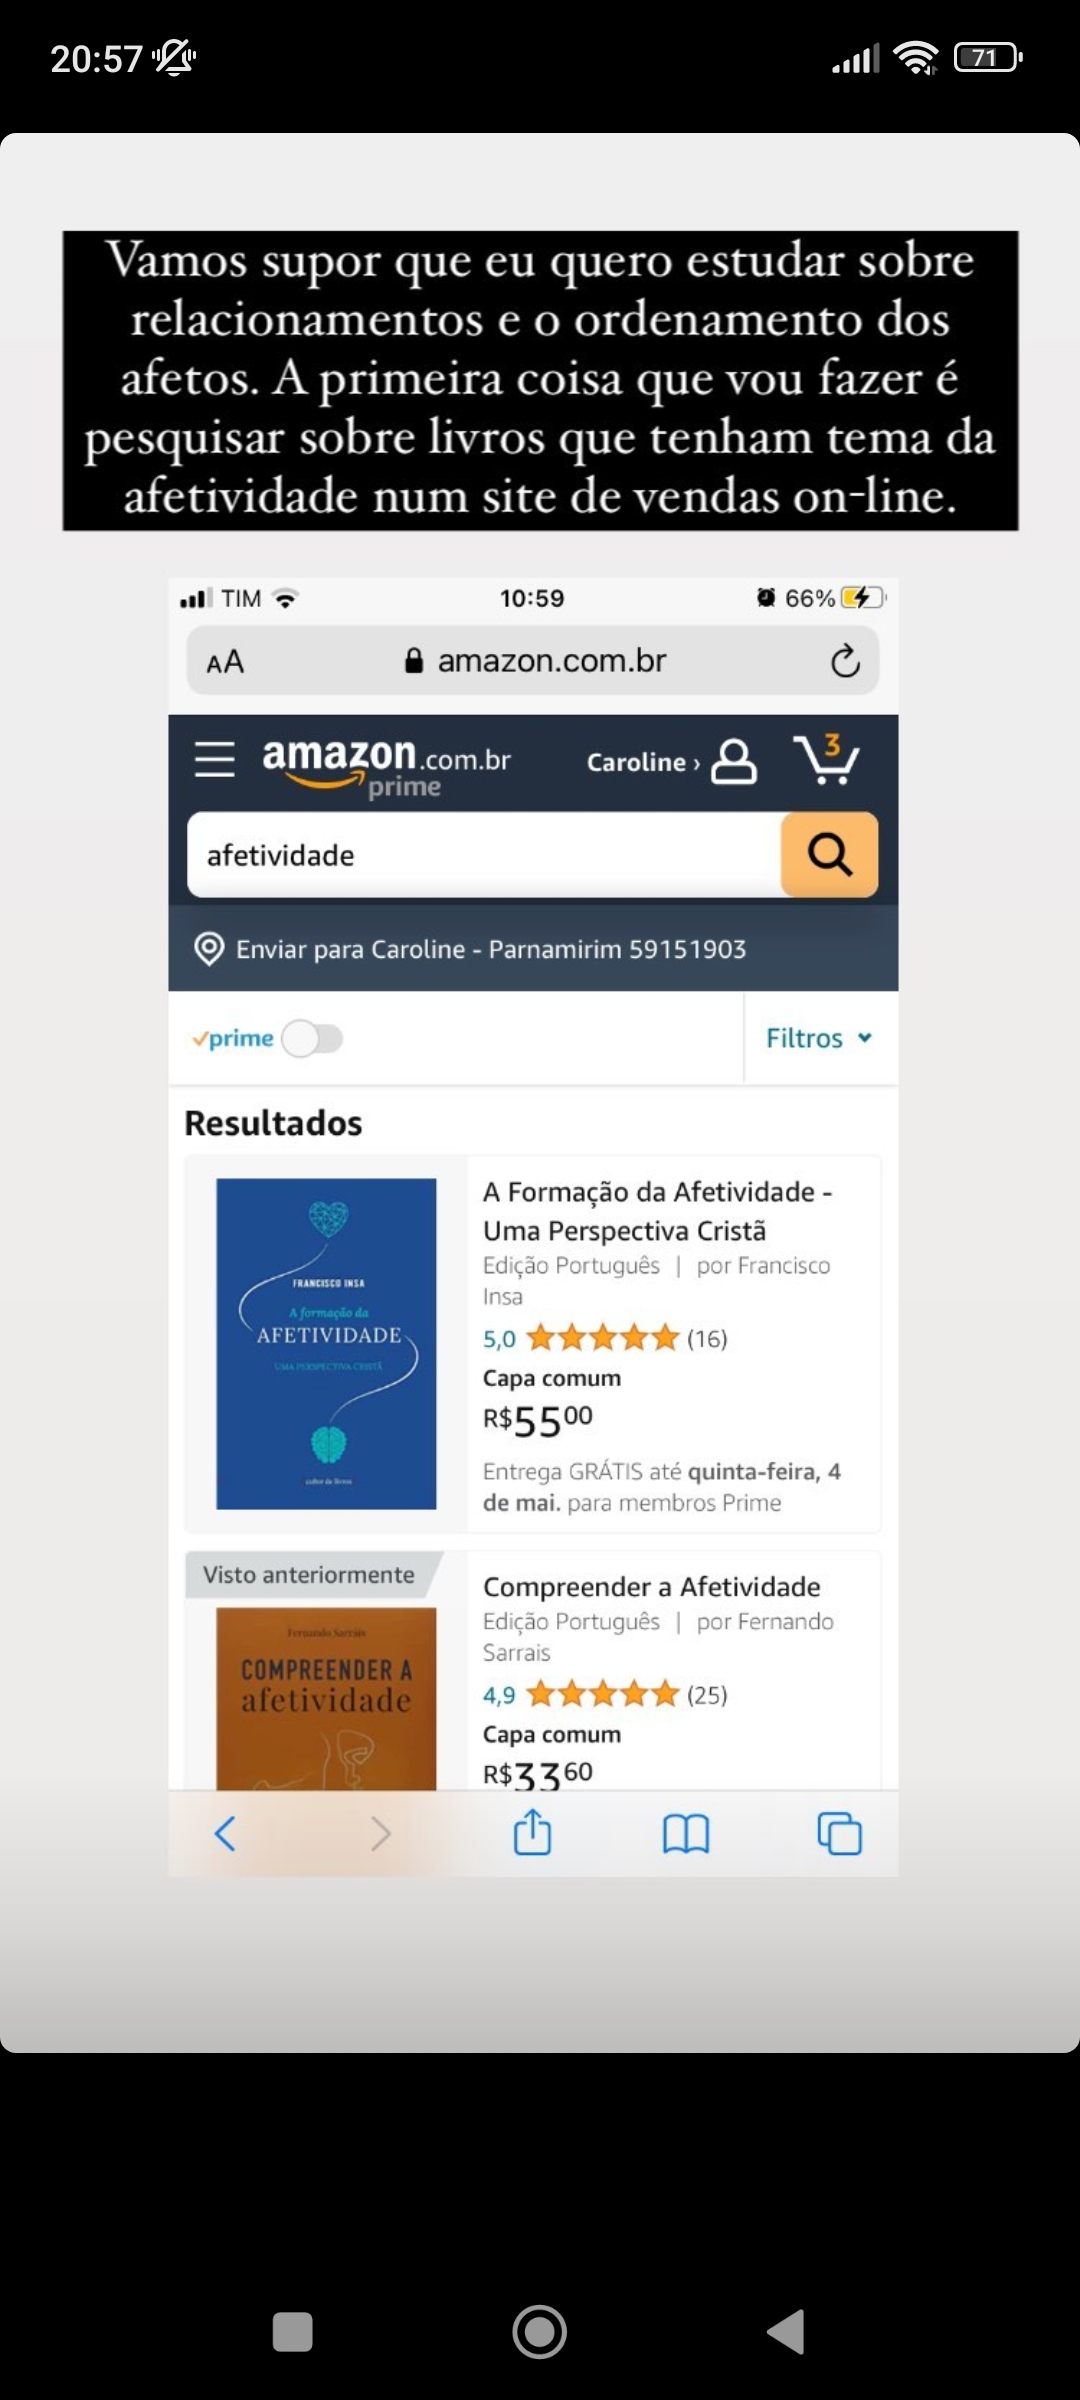 20:57
71
Vamos supor que eu quero estudar sobre
relacionamentos e o ordenamento dos
afetos. A primeira coisa que vou fazer é
pesquisar sobre livros que tenham tema da
afetividade num site de vendas on-line.
TIM 10:59 66%
AA amazon.com.br
amazon.com.br Caroline › 3
prime
afetividade
Enviar para Caroline - Parnamirim 59151903
prime Filtros
Resultados
FRANCISCO INSA
A formação da
AFETIVIDADE
UMA PERSPECTIVA CRISTÃ
cultor de livros
A Formação da Afetividade -
Uma Perspectiva Cristã
Edição Português | por Francisco
Insa
5,0 (16)
Capa comum
R$5500
Entrega GRÁTIS até quinta-feira, 4
de mai. para membros Prime
Visto anteriormente
Fernando Sarráis
COMPREENDER A
afetividade
Compreender a Afetividade
Edição Português | por Fernando
Sarrais
4,9 (25)
Capa comum
R$3360